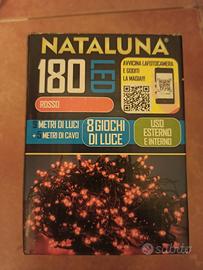 NATALUNA®
180 LED
AVVICINA LA FOTOCAMERA
E GODITI
LA MAGIA!!!
ROSSO
METRI DI LUCI
METRI DI CAVO
8 GIOCHI
DI LUCE
USO
ESTERNO
E INTERNO
subito